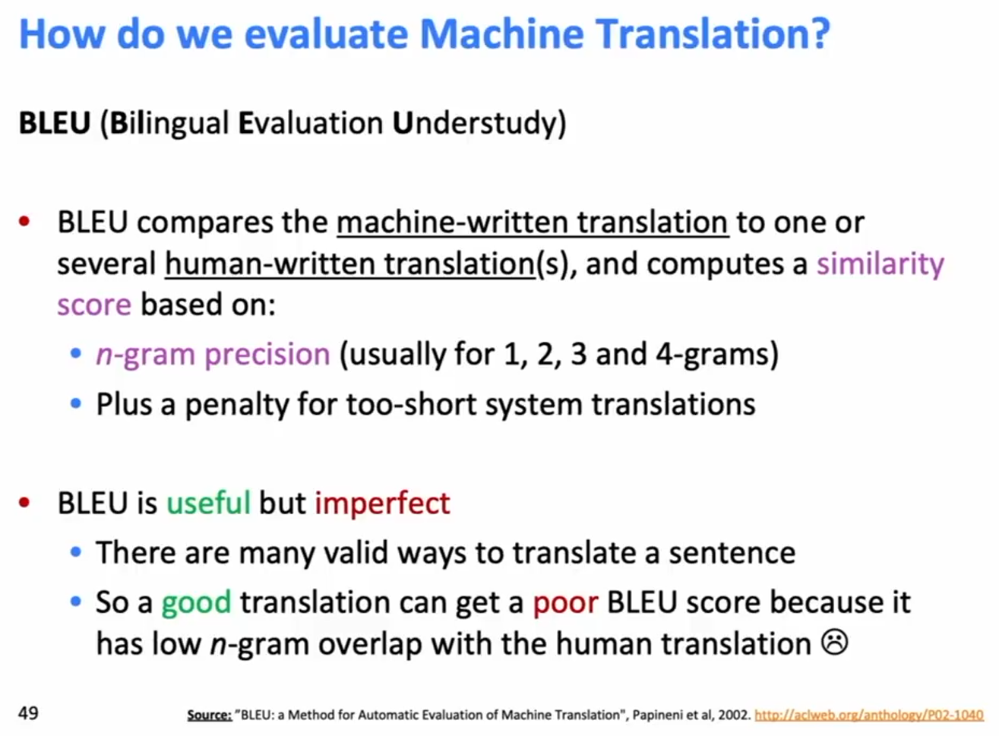 How do we evaluate Machine Translation?
BLEU (Bilingual Evaluation Understudy)
• BLEU compares the machine-written translation to one or
several human-written translation(s), and computes a similarity
score based on:
• n-gram precision (usually for 1, 2, 3 and 4-grams)
• Plus a penalty for too-short system translations
• BLEU is useful but imperfect
• There are many valid ways to translate a sentence
• So a good translation can get a poor BLEU score because it
has low n-gram overlap with the human translation ☹
49
Source: "BLEU: a Method for Automatic Evaluation of Machine Translation", Papineni et al, 2002. http://aclweb.org/anthology/P02-1040